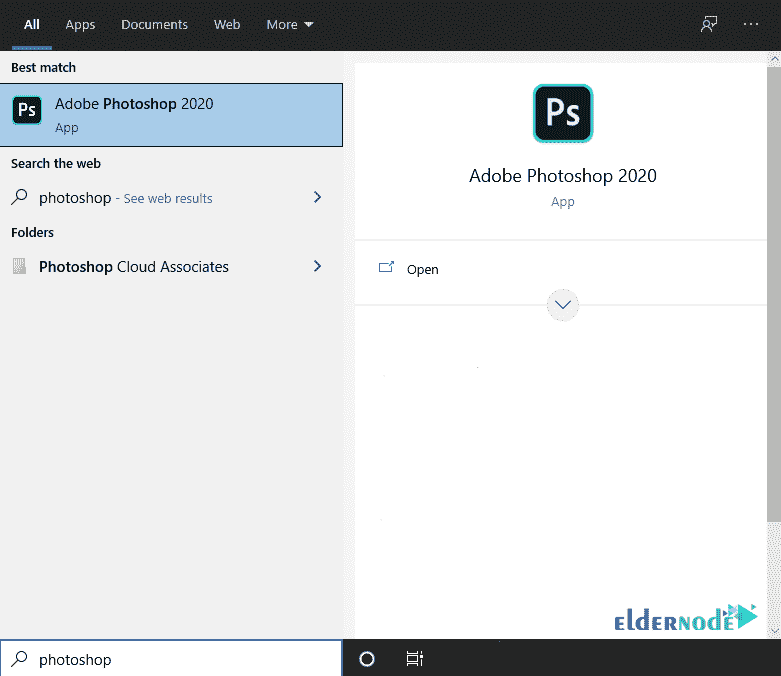 All Apps Documents Web More
Best match
Ps
Adobe Photoshop 2020
App
Search the web
photoshop - See web results
Folders
Photoshop Cloud Associates
Ps
Adobe Photoshop 2020
App
Open
ELDERNODE
photoshop